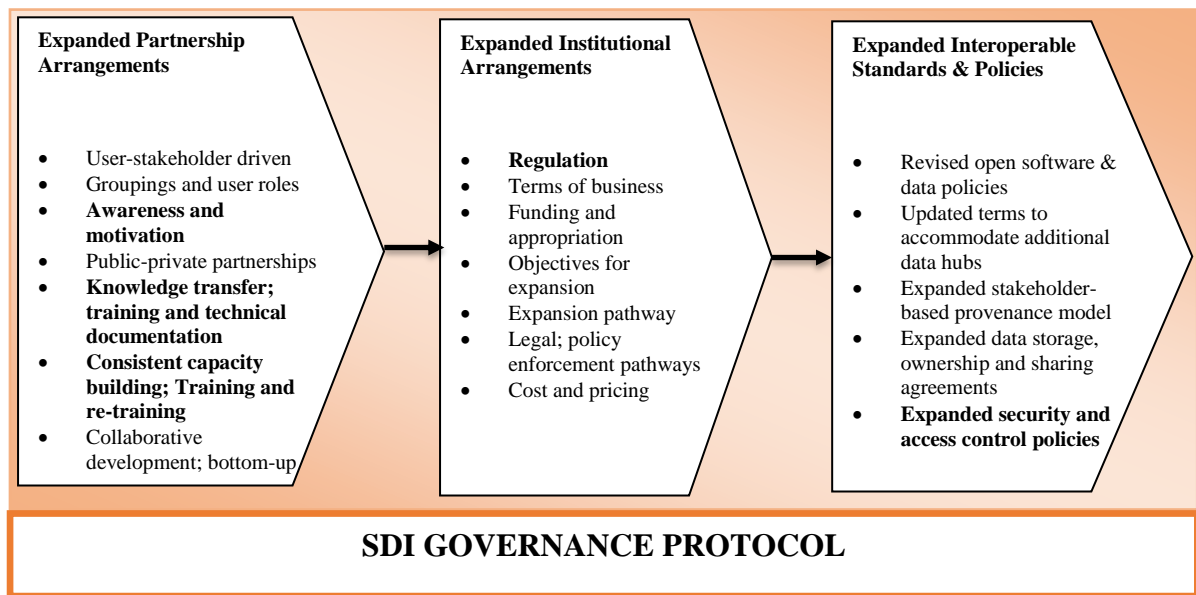 Expanded Partnership
Arrangements
• User-stakeholder driven
• Groupings and user roles
• Awareness and
motivation
• Public-private partnerships
• Knowledge transfer;
training and technical
documentation
• Consistent capacity
building; Training and
re-training
• Collaborative
development; bottom-up
Expanded Institutional
Arrangements
• Regulation
• Terms of business
• Funding and
appropriation
• Objectives for
expansion
• Expansion pathway
• Legal; policy
enforcement pathways
• Cost and pricing
Expanded Interoperable
Standards & Policies
• Revised open software &
data policies
• Updated terms to
accommodate additional
data hubs
• Expanded stakeholder-
based provenance model
• Expanded data storage,
ownership and sharing
agreements
• Expanded security and
access control policies
SDI GOVERNANCE PROTOCOL